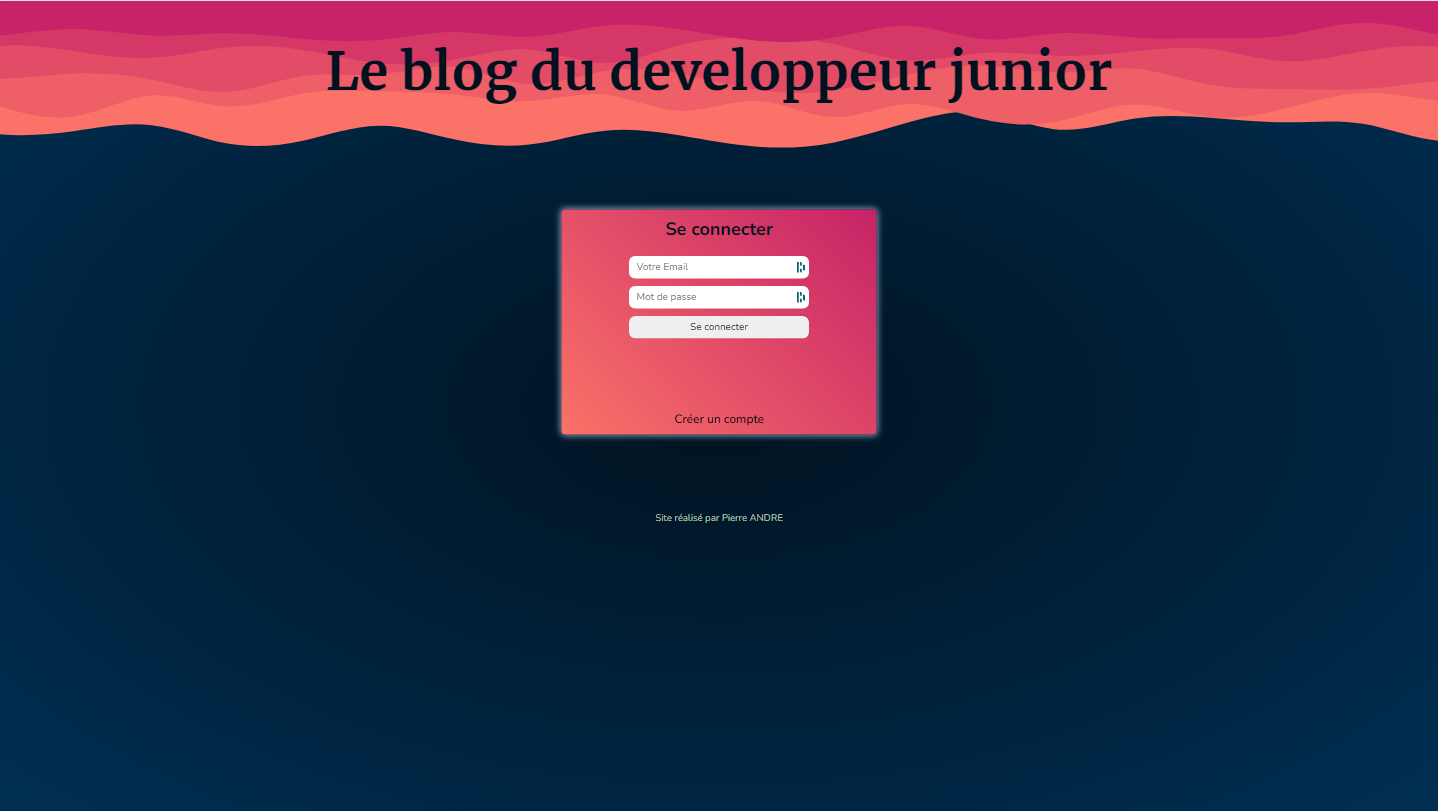 Le blog du developpeur junior
Se connecter
Votre Email
Mot de passe
Se connecter
Créer un compte
Site réalisé par Pierre ANDRE